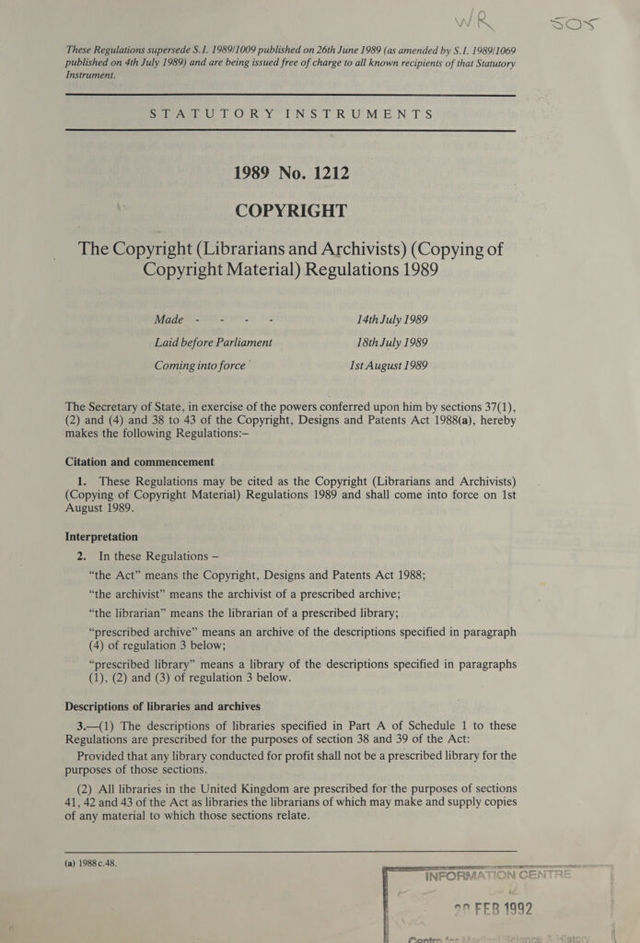 WR 505
These Regulations supersede S.I. 1989/1009 published on 26th June 1989 (as amended by S.I. 1989/1069
published on 4th July 1989) and are being issued free of charge to all known recipients of that Statutory
Instrument.
STATUTORY INSTRUMENTS
1989 No. 1212
COPYRIGHT
The Copyright (Librarians and Archivists) (Copying of
Copyright Material) Regulations 1989
Made - - - - 14th July 1989
Laid before Parliament 18th July 1989
Coming into force 1st August 1989
The Secretary of State, in exercise of the powers conferred upon him by sections 37(1),
(2) and (4) and 38 to 43 of the Copyright, Designs and Patents Act 1988(a), hereby
makes the following Regulations:–
Citation and commencement
1. These Regulations may be cited as the Copyright (Librarians and Archivists)
(Copying of Copyright Material) Regulations 1989 and shall come into force on 1st
August 1989.
Interpretation
2. In these Regulations –
“the Act” means the Copyright, Designs and Patents Act 1988;
“the archivist” means the archivist of a prescribed archive;
“the librarian” means the librarian of a prescribed library;
“prescribed archive” means an archive of the descriptions specified in paragraph
(4) of regulation 3 below;
“prescribed library” means a library of the descriptions specified in paragraphs
(1), (2) and (3) of regulation 3 below.
Descriptions of libraries and archives
3.—(1) The descriptions of libraries specified in Part A of Schedule 1 to these
Regulations are prescribed for the purposes of section 38 and 39 of the Act:
Provided that any library conducted for profit shall not be a prescribed library for the
purposes of those sections.
(2) All libraries in the United Kingdom are prescribed for the purposes of sections
41, 42 and 43 of the Act as libraries the librarians of which may make and supply copies
of any material to which those sections relate.
(a) 1988 c.48.
INFORMATION CENTRE
FEB 1992